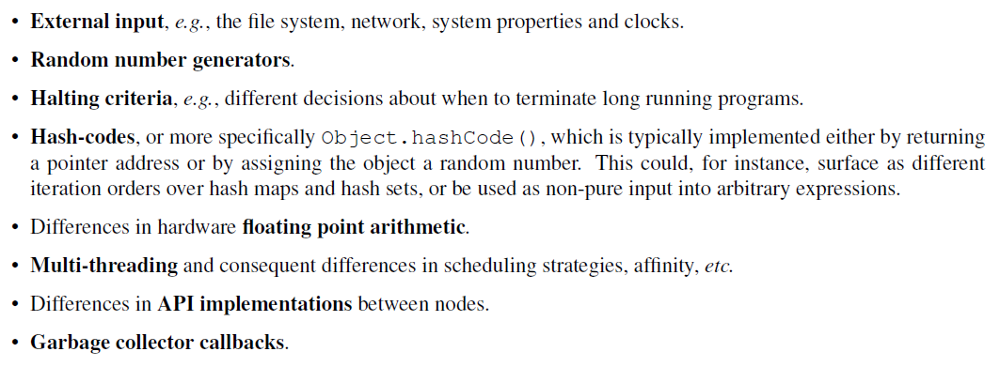 • External input, e.g., the file system, network, system properties and clocks.
• Random number generators.
• Halting criteria, e.g., different decisions about when to terminate long running programs.
• Hash-codes, or more specifically Object.hashCode(), which is typically implemented either by returning
a pointer address or by assigning the object a random number. This could, for instance, surface as different
iteration orders over hash maps and hash sets, or be used as non-pure input into arbitrary expressions.
• Differences in hardware floating point arithmetic.
• Multi-threading and consequent differences in scheduling strategies, affinity, etc.
• Differences in API implementations between nodes.
• Garbage collector callbacks.